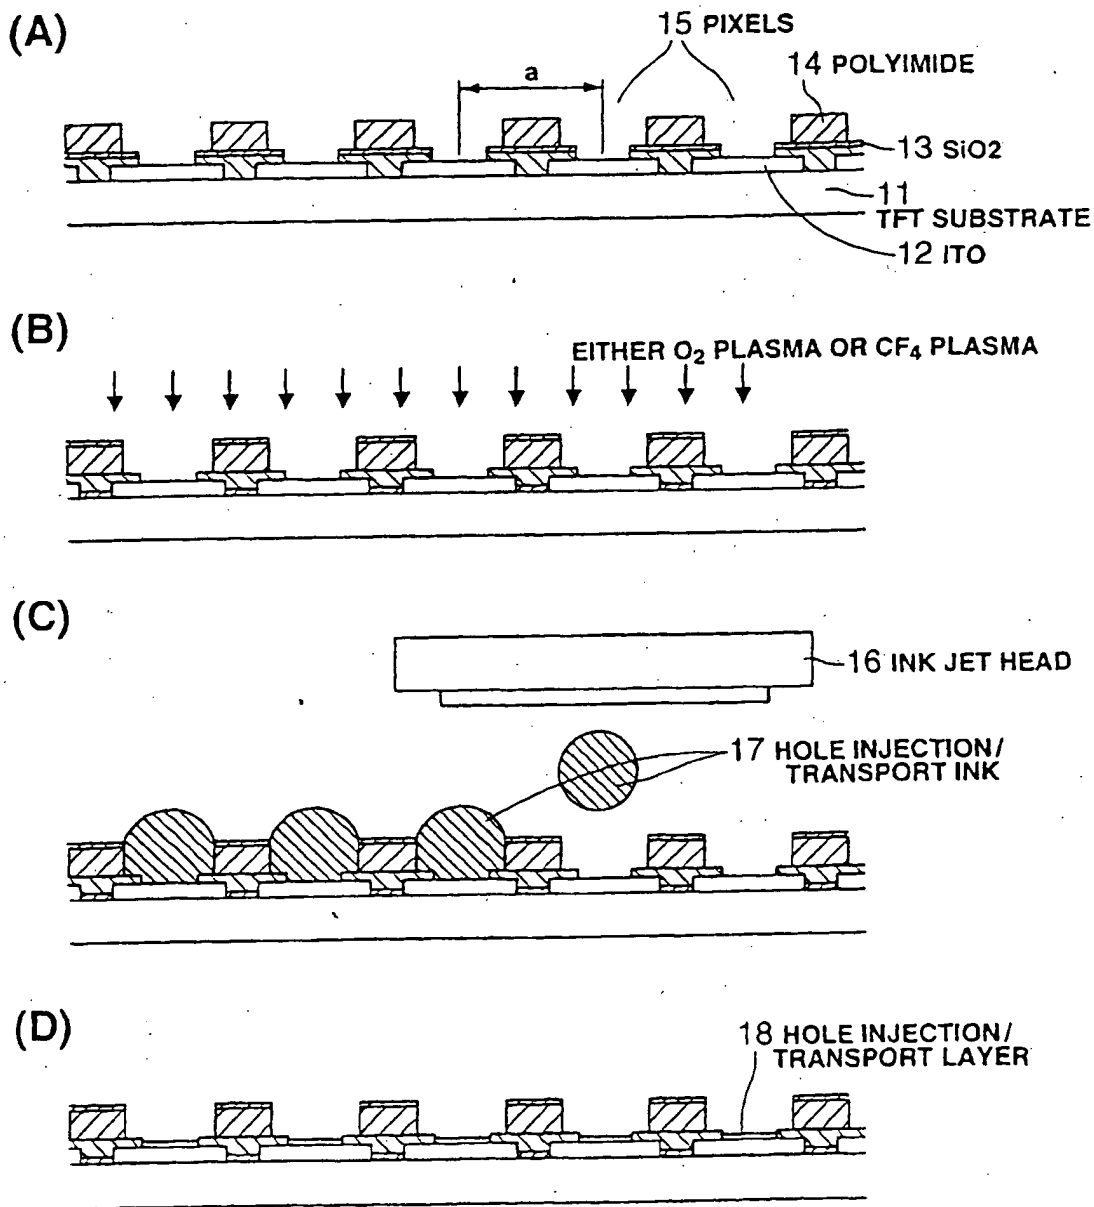 (A)
15 PIXELS
a
14 POLYIMIDE
13 SiO2
11
TFT SUBSTRATE
12 ITO
(B)
EITHER O2 PLASMA OR CF4 PLASMA
(C)
16 INK JET HEAD
17 HOLE INJECTION/
TRANSPORT INK
(D)
18 HOLE INJECTION/
TRANSPORT LAYER